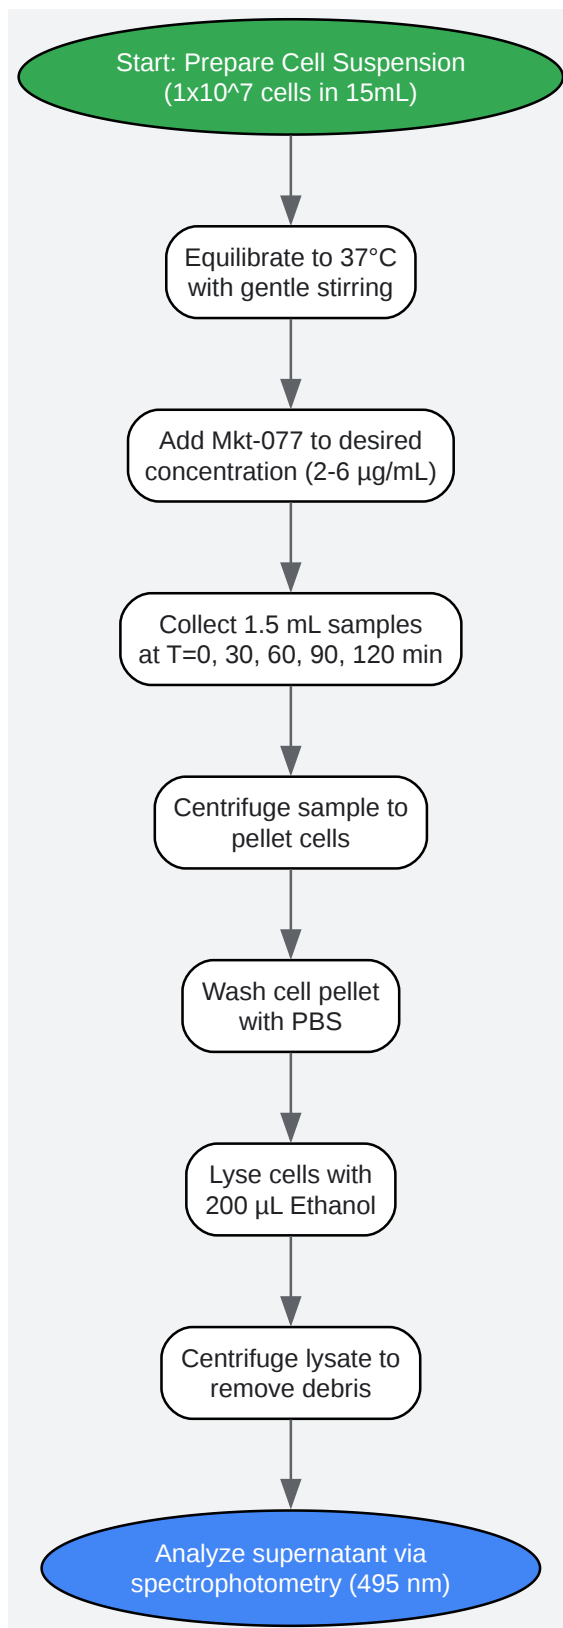 Start: Prepare Cell Suspension
(1x10^7 cells in 15mL)
Equilibrate to 37°C
with gentle stirring
Add Mkt-077 to desired
concentration (2-6 µg/mL)
Collect 1.5 mL samples
at T=0, 30, 60, 90, 120 min
Centrifuge sample to
pellet cells
Wash cell pellet
with PBS
Lyse cells with
200 µL Ethanol
Centrifuge lysate to
remove debris
Analyze supernatant via
spectrophotometry (495 nm)